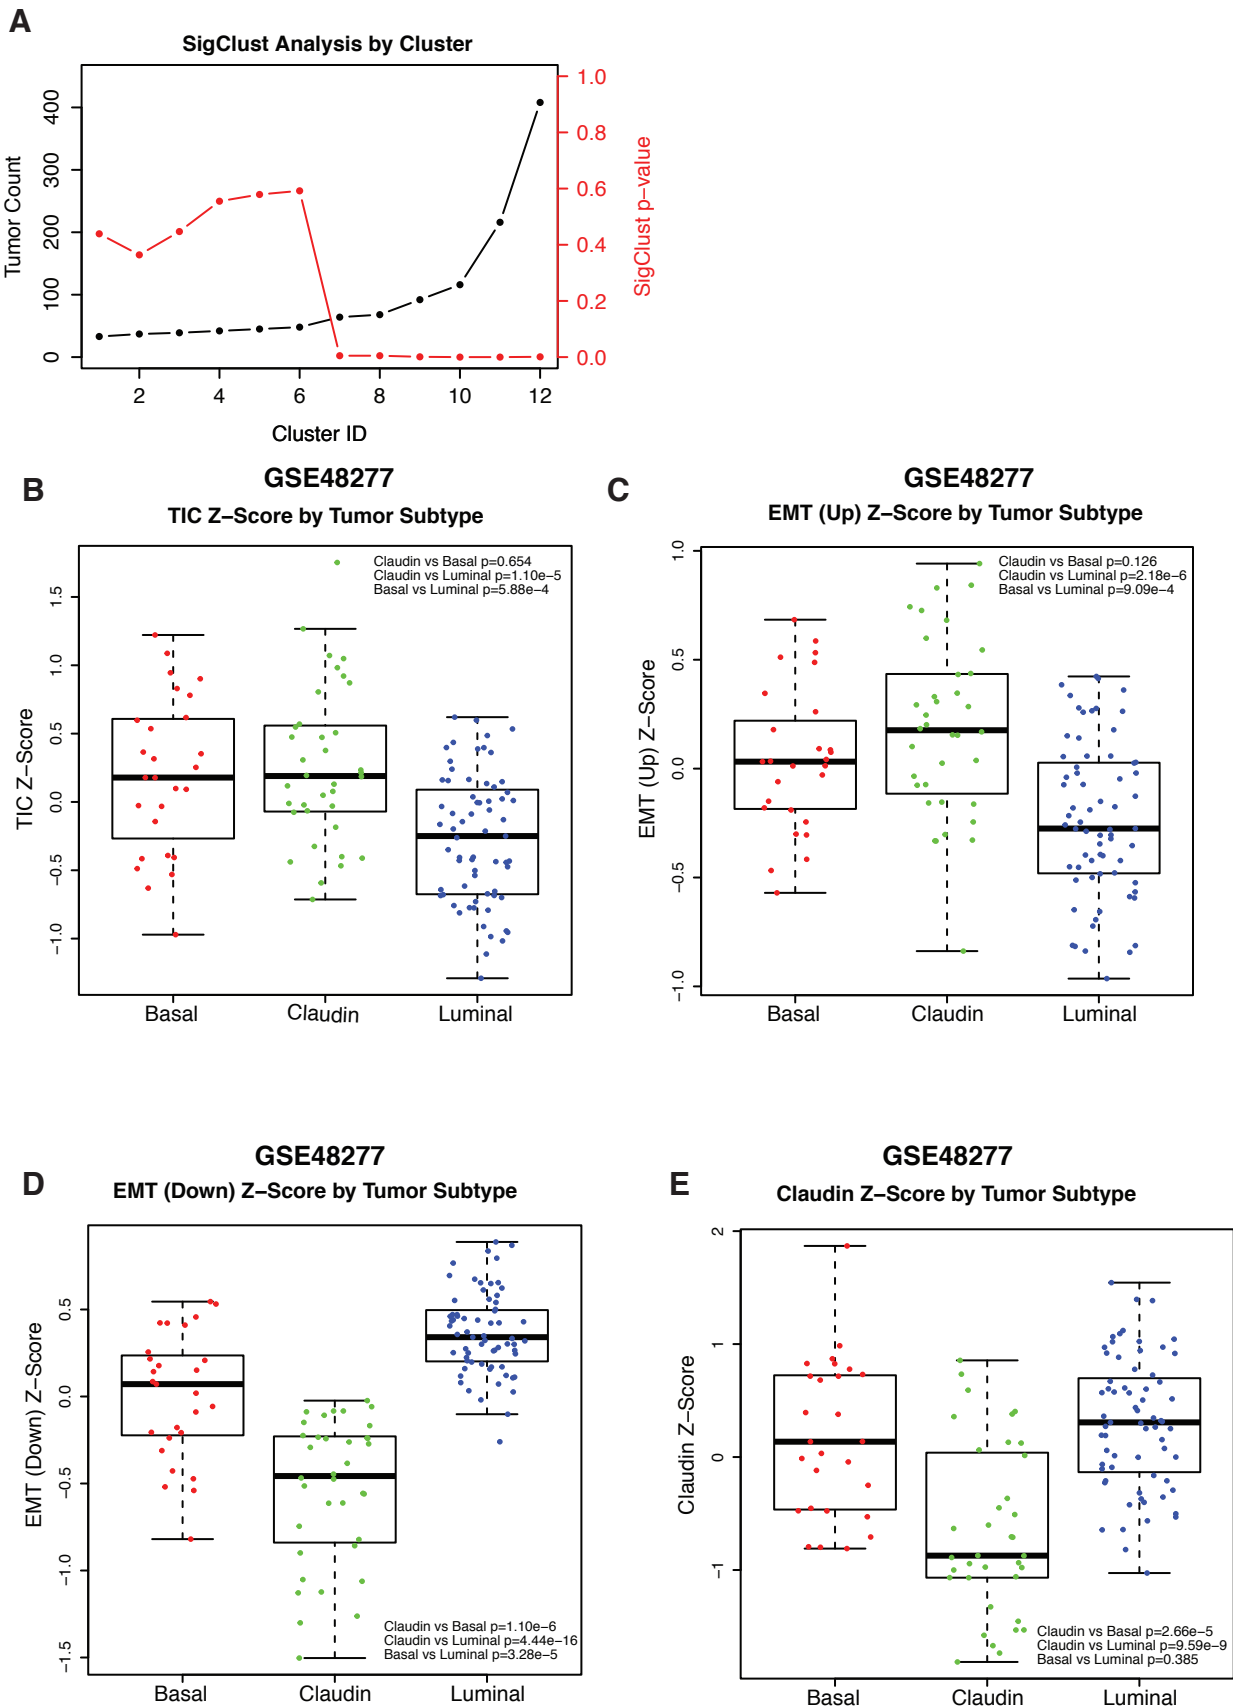 A
SigClust Analysis by Cluster
Tumor Count
0
100
200
300
400
SigClust p−value
0.0
0.2
0.4
0.6
0.8
1.0
2
4
6
8
10
12
Cluster ID
B
GSE48277
TIC Z−Score by Tumor Subtype
Claudin vs Basal p=0.654
Claudin vs Luminal p=1.10e−5
Basal vs Luminal p=5.88e−4
TIC Z−Score
−1.0
−0.5
0.0
0.5
1.0
1.5
Basal
Claudin
Luminal
C
GSE48277
EMT (Up) Z−Score by Tumor Subtype
Claudin vs Basal p=0.126
Claudin vs Luminal p=2.18e−6
Basal vs Luminal p=9.09e−4
EMT (Up) Z−Score
−1.0
−0.5
0.0
0.5
1.0
Basal
Claudin
Luminal
D
GSE48277
EMT (Down) Z−Score by Tumor Subtype
EMT (Down) Z−Score
−1.5
−1.0
−0.5
0.0
0.5
Claudin vs Basal p=1.10e−6
Claudin vs Luminal p=4.44e−16
Basal vs Luminal p=3.28e−5
Basal
Claudin
Luminal
E
GSE48277
Claudin Z−Score by Tumor Subtype
Claudin Z−Score
−1
0
1
2
Claudin vs Basal p=2.66e−5
Claudin vs Luminal p=9.59e−9
Basal vs Luminal p=0.385
Basal
Claudin
Luminal